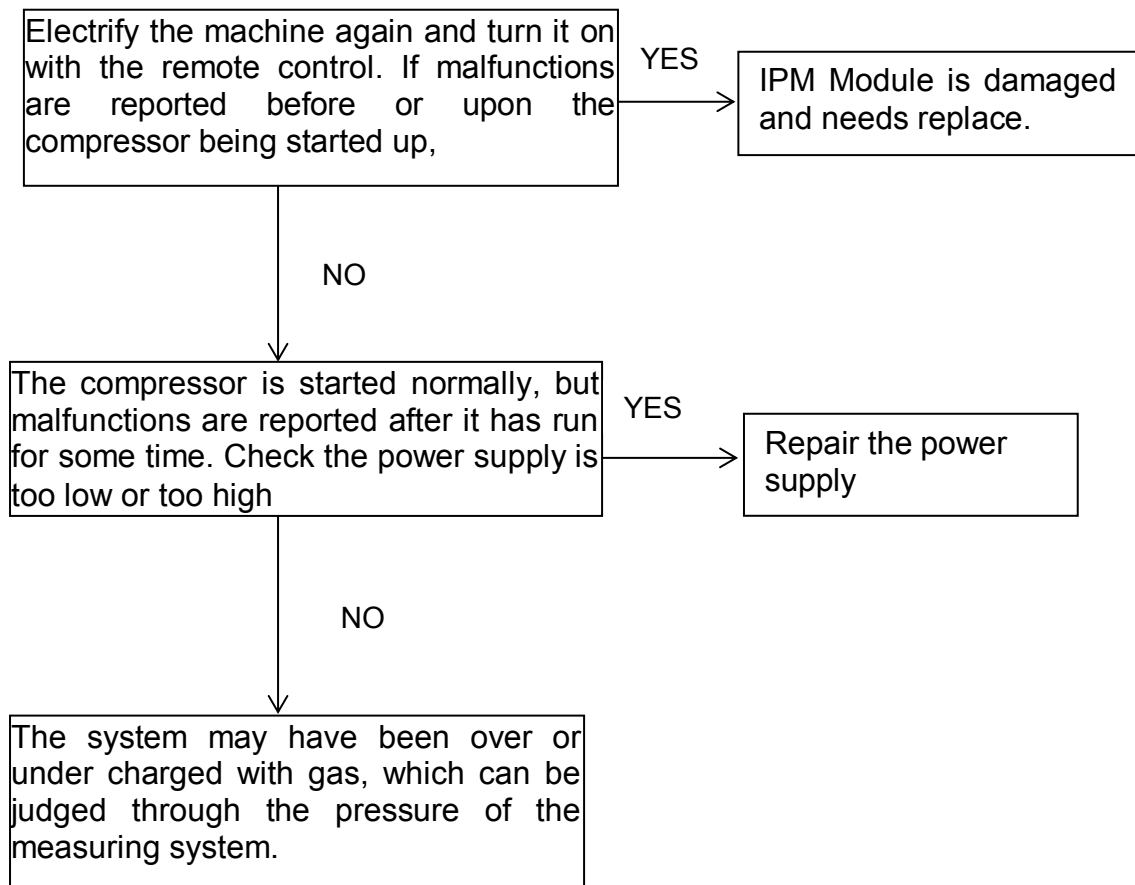 Electrify the machine again and turn it on
with the remote control. If malfunctions
are reported before or upon the
compressor being started up,
YES
IPM Module is damaged
and needs replace.
NO
The compressor is started normally, but
malfunctions are reported after it has run
for some time. Check the power supply is
too low or too high
YES
Repair the power
supply
NO
The system may have been over or
under charged with gas, which can be
judged through the pressure of the
measuring system.